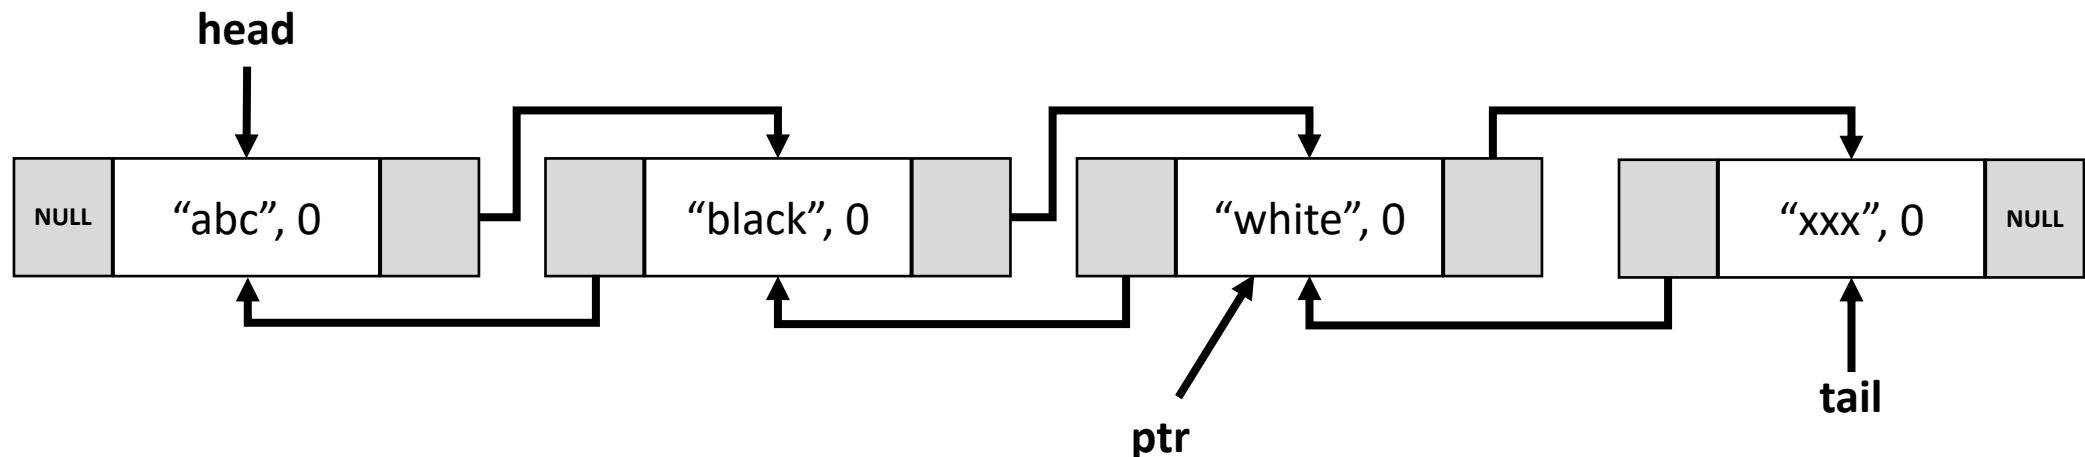 head
NULL “abc”, 0 “black”, 0 “white”, 0 “xxx”, 0 NULL
tail
ptr